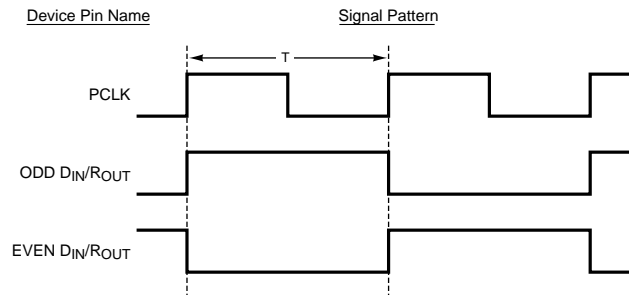 Device Pin Name Signal Pattern
T
PCLK
ODD DIN/ROUT
EVEN DIN/ROUT